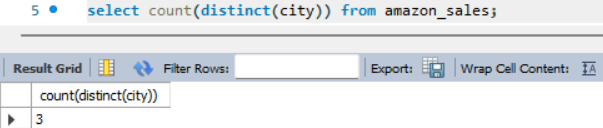 5 select count(distinct(city)) from amazon_sales;
Result Grid Filter Rows: Export: Wrap Cell Content: IA
count(distinct(city))
3